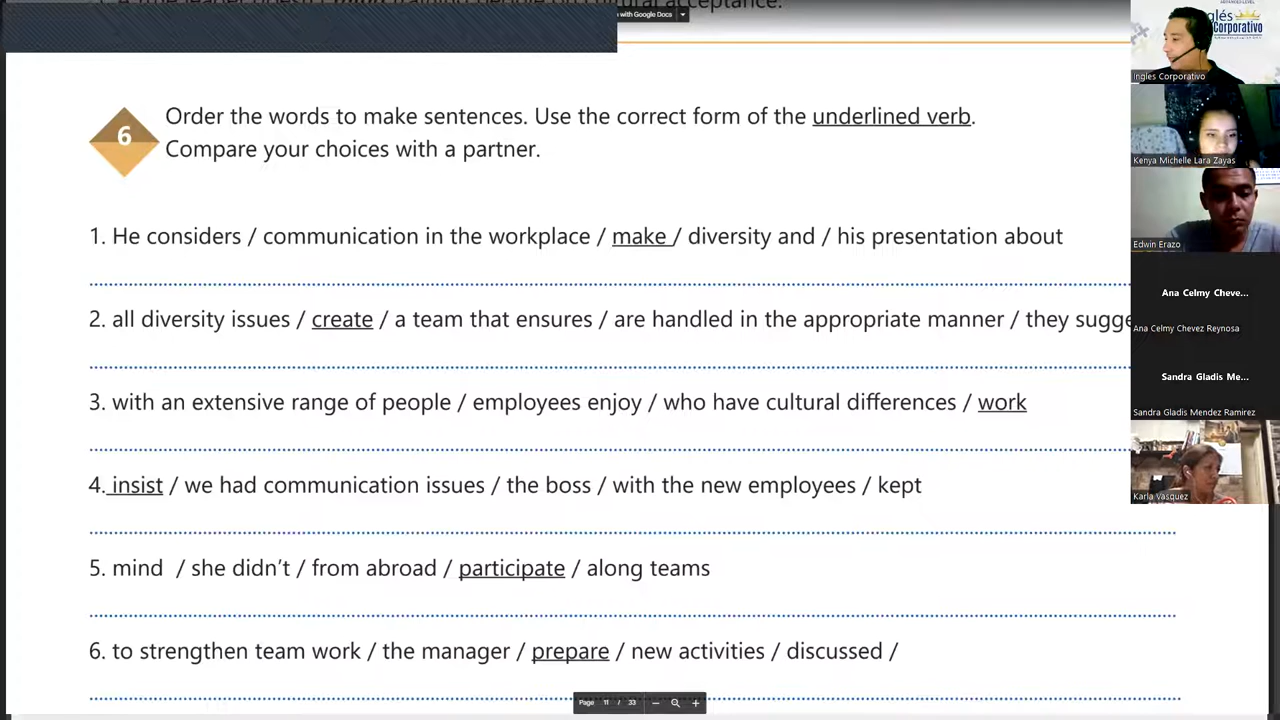 with Google Docs
acceptance.
6
Order the words to make sentences. Use the correct form of the underlined verb.
Compare your choices with a partner.
1. He considers / communication in the workplace / make / diversity and / his presentation about
2. all diversity issues / create / a team that ensures / are handled in the appropriate manner / they
3. with an extensive range of people / employees enjoy / who have cultural differences / work
4. insist / we had communication issues / the boss / with the new employees / kept
5. mind / she didn't / from abroad / participate / along teams
6. to strengthen team work / the manager / prepare / new activities / discussed /
Page 11 / 33
Corporativo
Ingles Corporativo
Kenya Michelle Lara Zayas
Edwin Erazo
Ana Celmy Cheve...
Ana Celmy Chevez Reynosa
Sandra Gladis Me...
Sandra Gladis Mendez Ramirez
Karla Vasquez